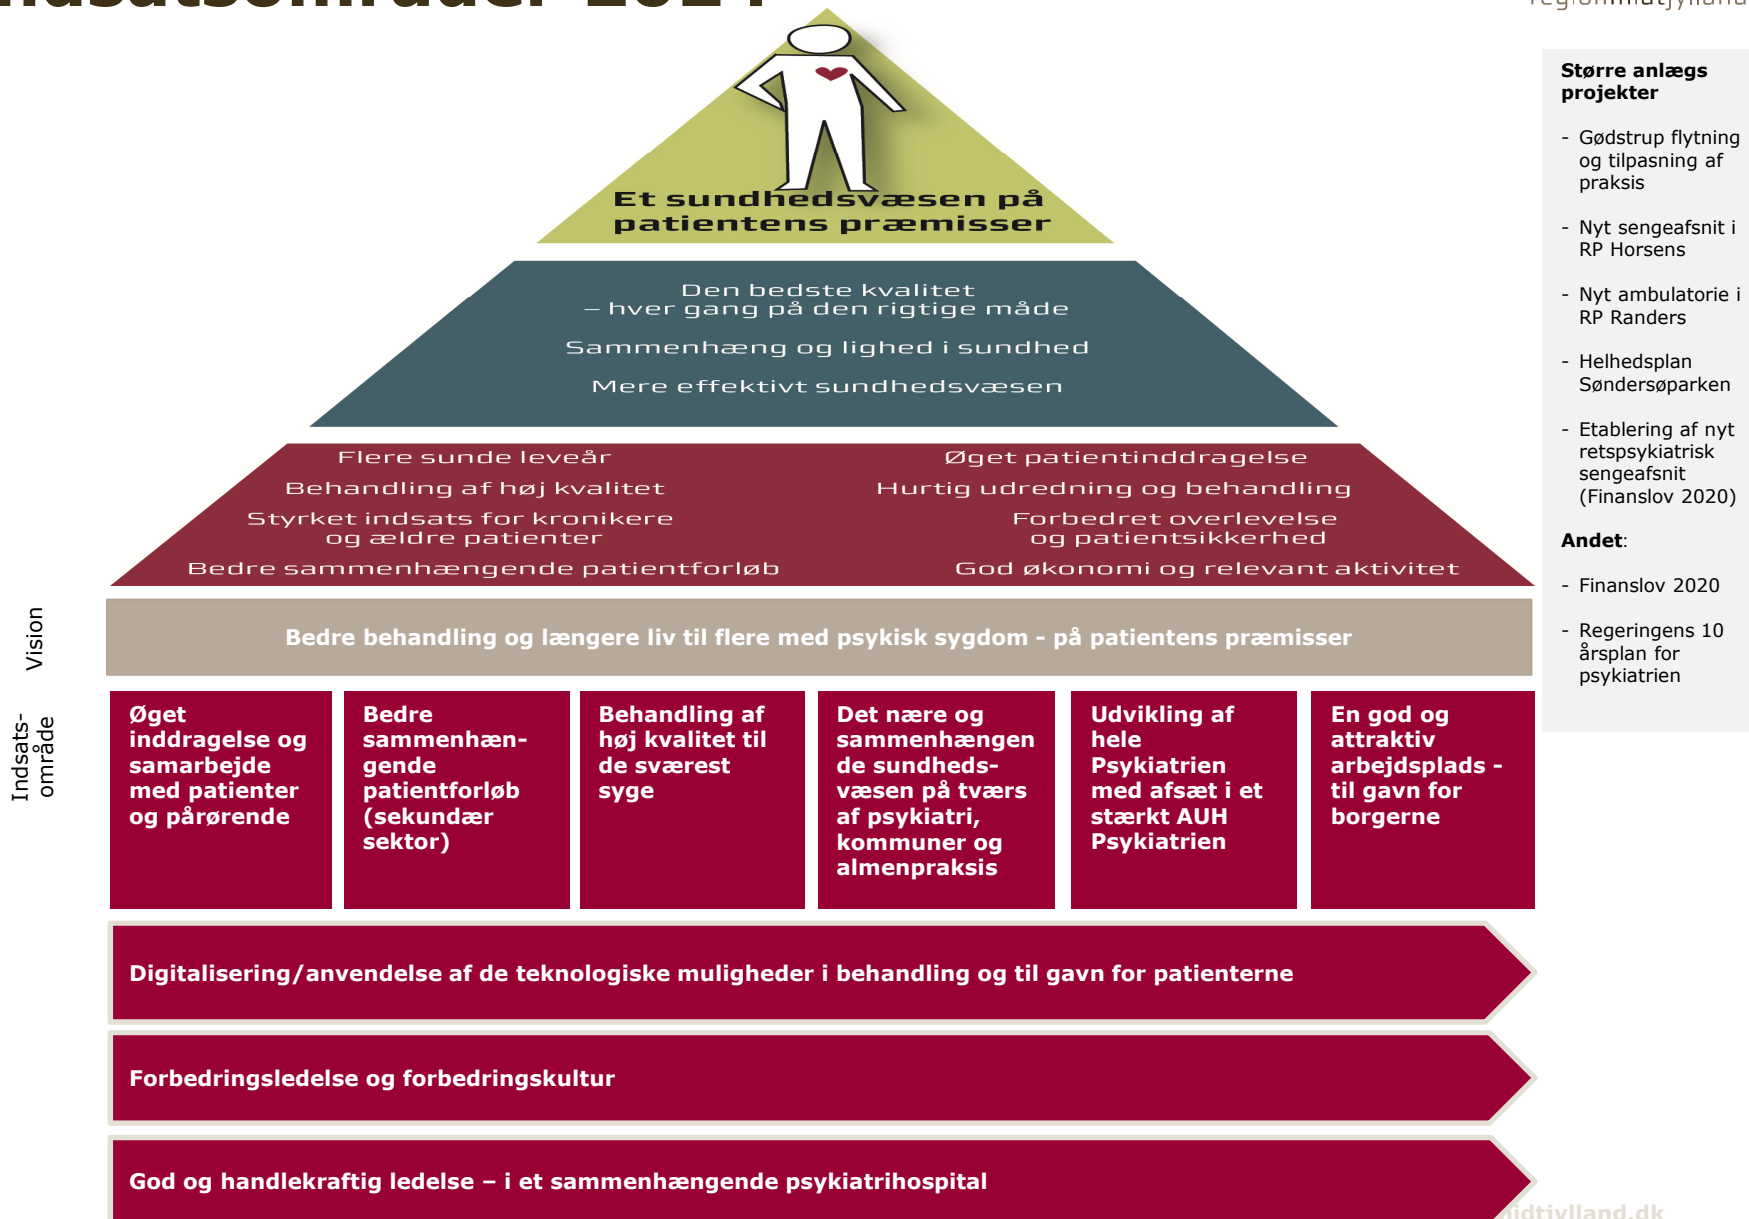 Et sundhedsvæsen på
patientens præmisser
Den bedste kvalitet
– hver gang på den rigtige måde
Sammenhæng og lighed i sundhed
Mere effektivt sundhedsvæsen
Flere sunde leveår
Behandling af høj kvalitet
Styrket indsats for kronikere
og ældre patienter
Bedre sammenhængende patientforløb
Øget patientinddragelse
Hurtig udredning og behandling
Forbedret overlevelse
og patientsikkerhed
God økonomi og relevant aktivitet
Vision
Bedre behandling og længere liv til flere med psykisk sygdom - på patientens præmisser
Indsats-
område
Øget
inddragelse og
samarbejde
med patienter
og pårørende
Bedre
sammenhæn-
gende
patientforløb
(sekundær
sektor)
Behandling af
høj kvalitet til
de sværest
syge
Det nære og
sammenhængen
de sundheds-
væsen på tværs
af psykiatri,
kommuner og
almenpraksis
Udvikling af
hele
Psykiatrien
med afsæt i et
stærkt AUH
Psykiatrien
En god og
attraktiv
arbejdsplads -
til gavn for
borgerne
Digitalisering/anvendelse af de teknologiske muligheder i behandling og til gavn for patienterne
Forbedringsledelse og forbedringskultur
God og handlekraftig ledelse – i et sammenhængende psykiatrihospital
Større anlægs
projekter
- Gødstrup flytning
og tilpasning af
praksis
- Nyt sengeafsnit i
RP Horsens
- Nyt ambulatorie i
RP Randers
- Helhedsplan
Søndersøparken
- Etablering af nyt
retspsykiatrisk
sengeafsnit
(Finanslov 2020)
Andet:
- Finanslov 2020
- Regeringens 10
årsplan for
psykiatrien